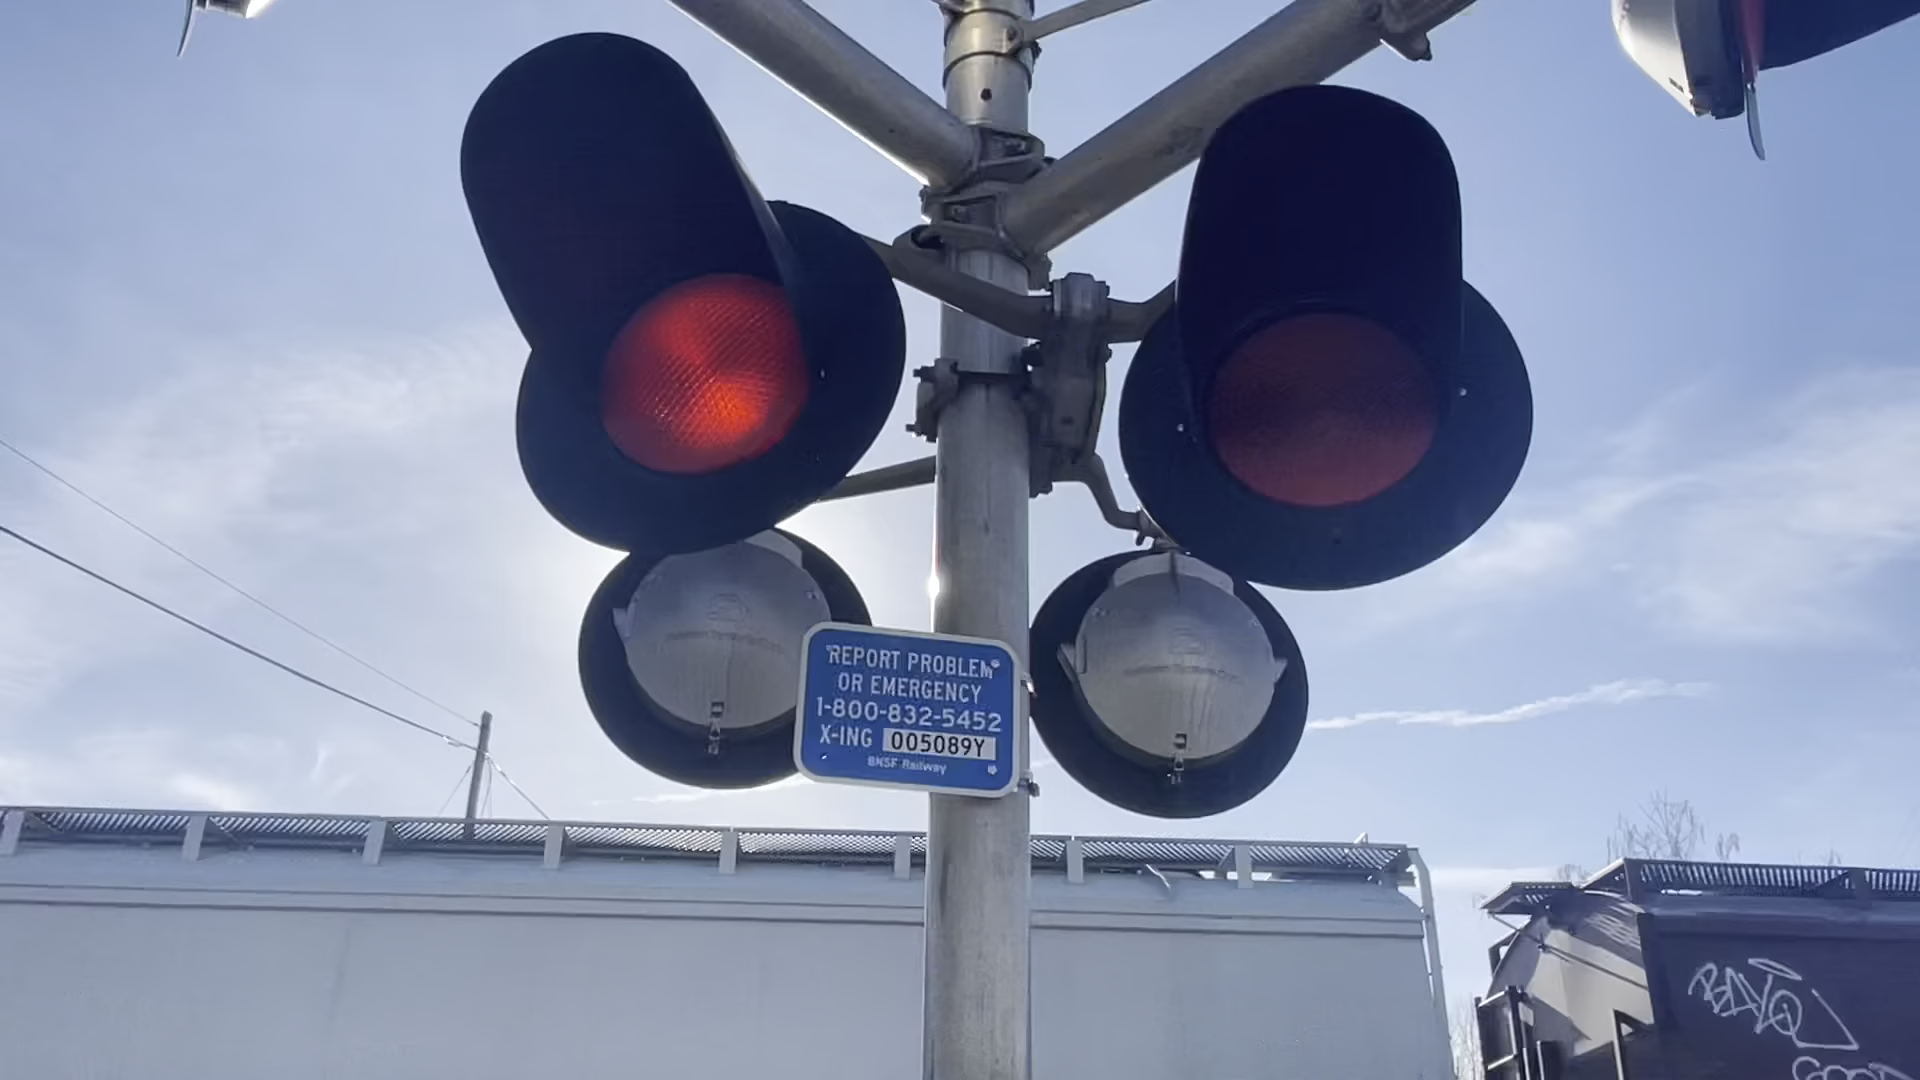 REPORT PROBLEM
OR EMERGENCY
1-800-832-5452
X-ING 005089Y
BNSF Railway